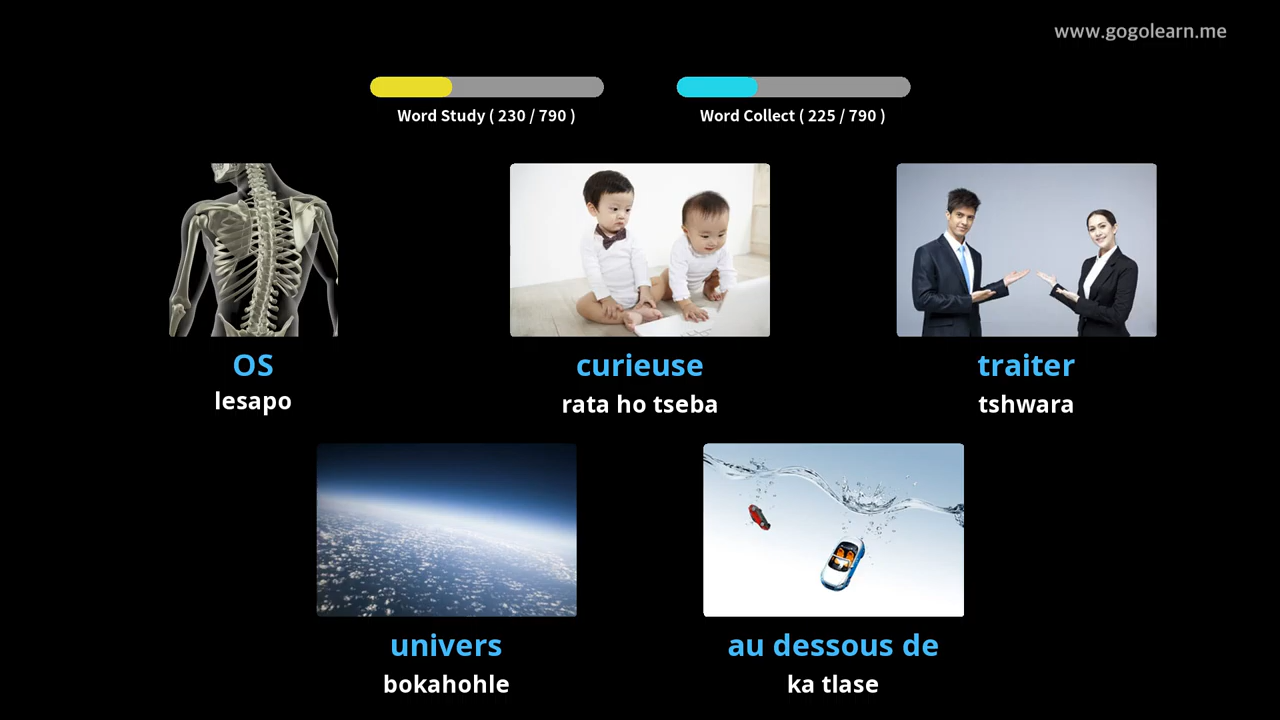 www.gogolearn.me
Word Study ( 230 / 790 )
Word Collect ( 225 / 790 )
OS
lesapo
curieuse
rata ho tseba
traiter
tshwara
univers
bokahohle
au dessous de
ka tlase